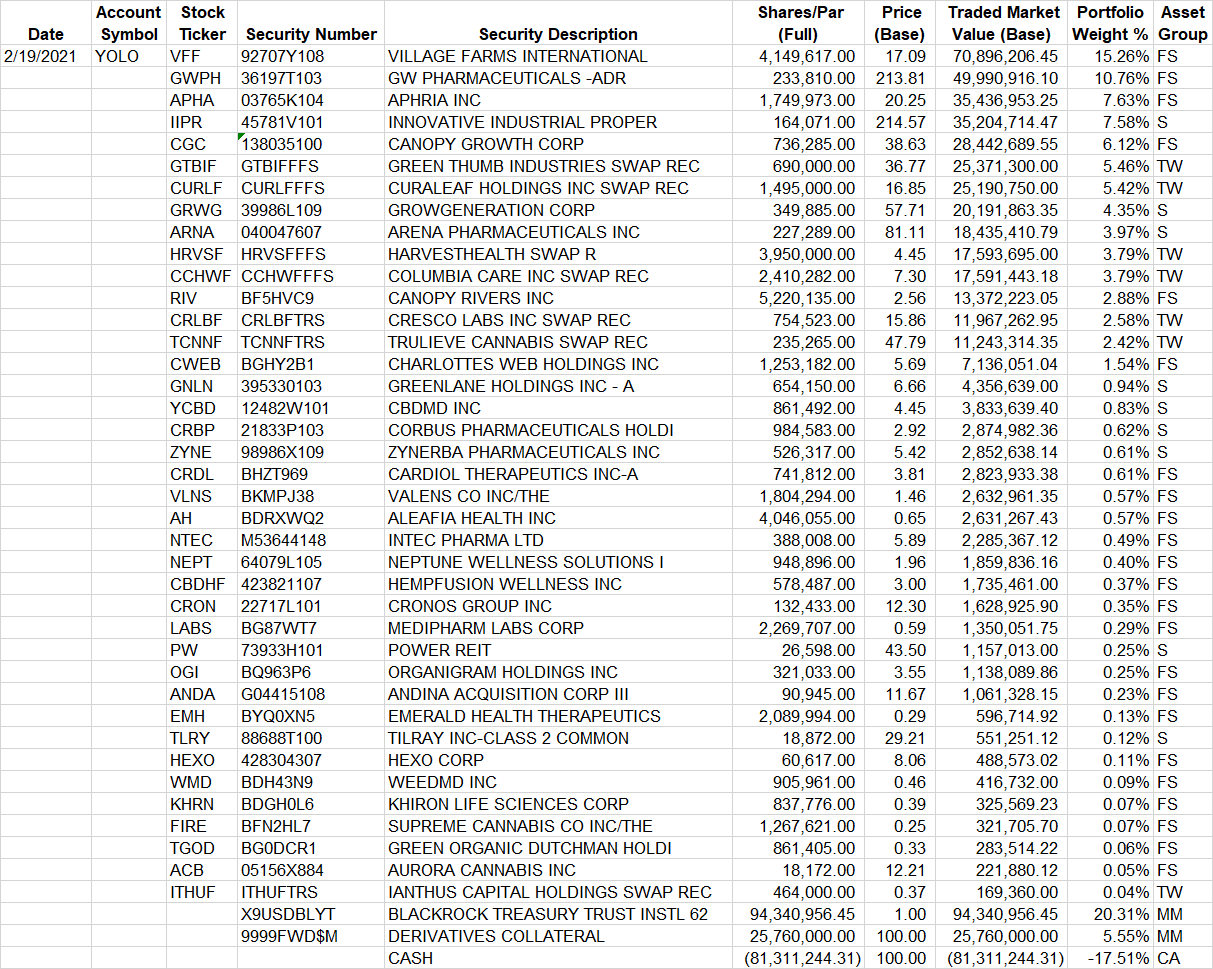 Account Stock Shares/Par Price Traded Market Portfolio Asset
Date Symbol Ticker Security Number Security Description (Full) (Base) Value (Base) Weight % Group
2/19/2021 YOLO VFF 92707Y108 VILLAGE FARMS INTERNATIONAL 4,149,617.00 17.09 70,896,206.45 15.26% FS
GWPH 36197T103 GW PHARMACEUTICALS -ADR 233,810.00 213.81 49,990,916.10 10.76% FS
APHA 03765K104 APHRIA INC 1,749,973.00 20.25 35,436,953.25 7.63% FS
IIPR 45781V101 INNOVATIVE INDUSTRIAL PROPER 164,071.00 214.57 35,204,714.47 7.58% S
CGC 138035100 CANOPY GROWTH CORP 736,285.00 38.63 28,442,689.55 6.12% FS
GTBIF GTBIFFFS GREEN THUMB INDUSTRIES SWAP REC 690,000.00 36.77 25,371,300.00 5.46% TW
CURLF CURLFFFS CURALEAF HOLDINGS INC SWAP REC 1,495,000.00 16.85 25,190,750.00 5.42% TW
GRWG 39986L109 GROWGENERATION CORP 349,885.00 57.71 20,191,863.35 4.35% S
ARNA 040047607 ARENA PHARMACEUTICALS INC 227,289.00 81.11 18,435,410.79 3.97% S
HRVSF HRVSFFFS HARVESTHEALTH SWAP R 3,950,000.00 4.45 17,593,695.00 3.79% TW
CCHWF CCHWFFFS COLUMBIA CARE INC SWAP REC 2,410,282.00 7.30 17,591,443.18 3.79% TW
RIV BF5HVC9 CANOPY RIVERS INC 5,220,135.00 2.56 13,372,223.05 2.88% FS
CRLBF CRLBFTRS CRESCO LABS INC SWAP REC 754,523.00 15.86 11,967,262.95 2.58% TW
TCNNF TCNNFTRS TRULIEVE CANNABIS SWAP REC 235,265.00 47.79 11,243,314.35 2.42% TW
CWEB BGHY2B1 CHARLOTTES WEB HOLDINGS INC 1,253,182.00 5.69 7,136,051.04 1.54% FS
GNLN 395330103 GREENLANE HOLDINGS INC - A 654,150.00 6.66 4,356,639.00 0.94% S
YCBD 12482W101 CBDMD INC 861,492.00 4.45 3,833,639.40 0.83% S
CRBP 21833P103 CORBUS PHARMACEUTICALS HOLDI 984,583.00 2.92 2,874,982.36 0.62% S
ZYNE 98986X109 ZYNERBA PHARMACEUTICALS INC 526,317.00 5.42 2,852,638.14 0.61% S
CRDL BHZT969 CARDIOL THERAPEUTICS INC-A 741,812.00 3.81 2,823,933.38 0.61% FS
VLNS BKMPJ38 VALENS CO INC/THE 1,804,294.00 1.46 2,632,961.35 0.57% FS
AH BDRXWQ2 ALEAFIA HEALTH INC 4,046,055.00 0.65 2,631,267.43 0.57% FS
NTEC M53644148 INTEC PHARMA LTD 388,008.00 5.89 2,285,367.12 0.49% FS
NEPT 64079L105 NEPTUNE WELLNESS SOLUTIONS I 948,896.00 1.96 1,859,836.16 0.40% FS
CBDHF 423821107 HEMPFUSION WELLNESS INC 578,487.00 3.00 1,735,461.00 0.37% FS
CRON 22717L101 CRONOS GROUP INC 132,433.00 12.30 1,628,925.90 0.35% FS
LABS BG87WT7 MEDIPHARM LABS CORP 2,269,707.00 0.59 1,350,051.75 0.29% FS
PW 73933H101 POWER REIT 26,598.00 43.50 1,157,013.00 0.25% S
OGI BQ963P6 ORGANIGRAM HOLDINGS INC 321,033.00 3.55 1,138,089.86 0.25% FS
ANDA G04415108 ANDINA ACQUISITION CORP III 90,945.00 11.67 1,061,328.15 0.23% FS
EMH BYQ0XN5 EMERALD HEALTH THERAPEUTICS 2,089,994.00 0.29 596,714.92 0.13% FS
TLRY 88688T100 TILRAY INC-CLASS 2 COMMON 18,872.00 29.21 551,251.12 0.12% S
HEXO 428304307 HEXO CORP 60,617.00 8.06 488,573.02 0.11% FS
WMD BDH43N9 WEEDMD INC 905,961.00 0.46 416,732.00 0.09% FS
KHRN BDGH0L6 KHIRON LIFE SCIENCES CORP 837,776.00 0.39 325,569.23 0.07% FS
FIRE BFN2HL7 SUPREME CANNABIS CO INC/THE 1,267,621.00 0.25 321,705.70 0.07% FS
TGOD BG0DCR1 GREEN ORGANIC DUTCHMAN HOLDI 861,405.00 0.33 283,514.22 0.06% FS
ACB 05156X884 AURORA CANNABIS INC 18,172.00 12.21 221,880.12 0.05% FS
ITHUF ITHUFTRS IANTHUS CAPITAL HOLDINGS SWAP REC 464,000.00 0.37 169,360.00 0.04% TW
X9USDBLYT BLACKROCK TREASURY TRUST INSTL 62 94,340,956.45 1.00 94,340,956.45 20.31% MM
9999FWD$M DERIVATIVES COLLATERAL 25,760,000.00 100.00 25,760,000.00 5.55% MM
CASH (81,311,244.31) 100.00 (81,311,244.31) -17.51% CA